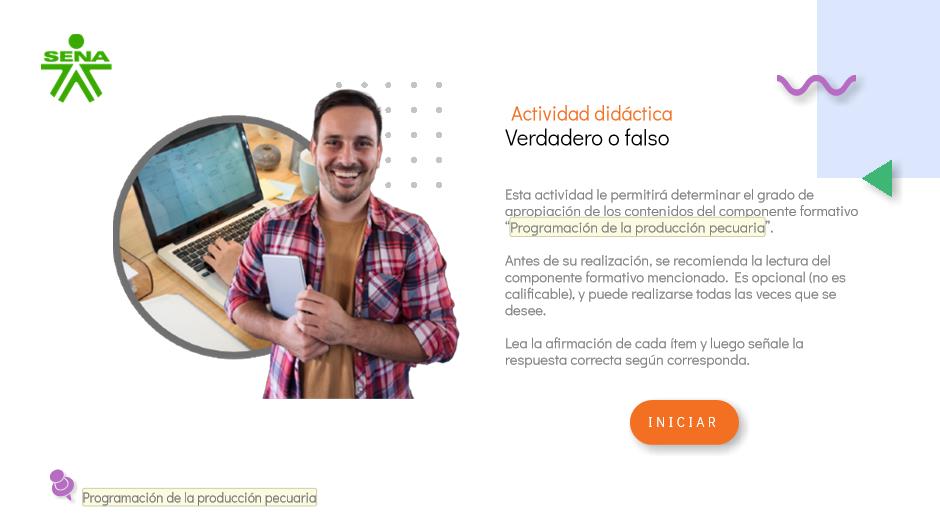 SENA
Actividad didáctica
Verdadero o falso
Esta actividad le permitirá determinar el grado de
apropiación de los contenidos del componente formativo
“Programación de la producción pecuaria”.
Antes de su realización, se recomienda la lectura del
componente formativo mencionado.  Es opcional (no es
calificable), y puede realizarse todas las veces que se
desee.
Lea la afirmación de cada ítem y luego señale la
respuesta correcta según corresponda.
INICIAR
Programación de la producción pecuaria